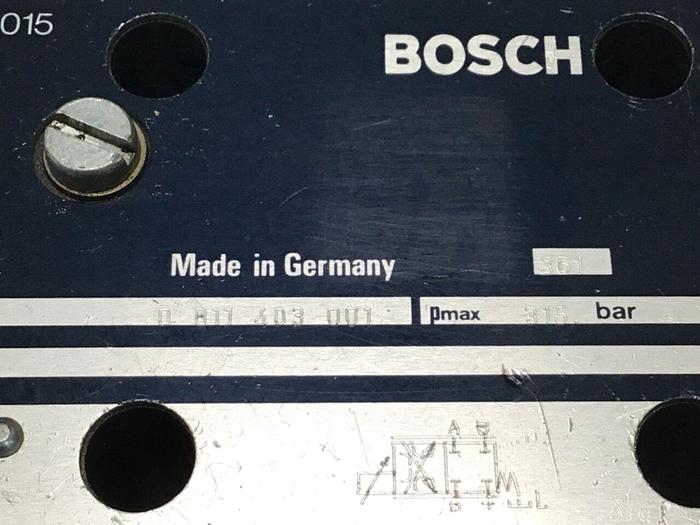 015
BOSCH
Made in Germany
361
0 811 403 001 pmax 315 bar
A B